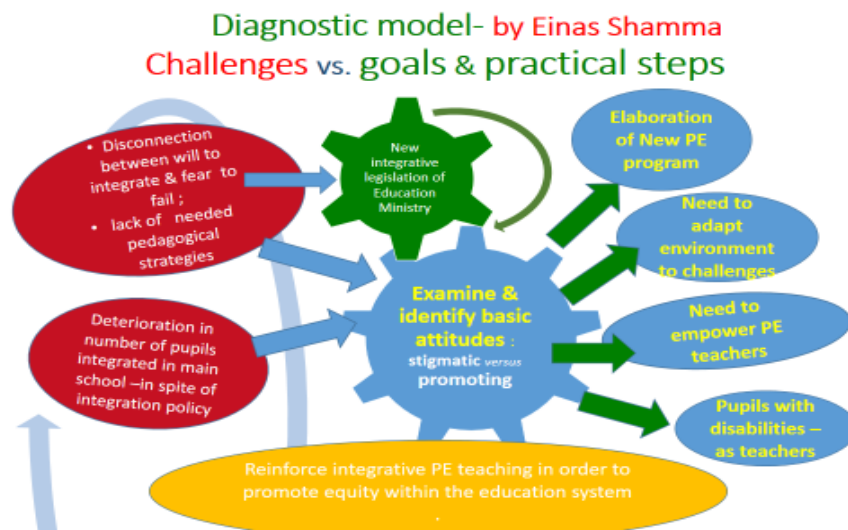 Diagnostic model- by Einas Shamma
Challenges vs. goals & practical steps
• Disconnection
between will to
integrate & fear to
fail ;
• lack of needed
pedagogical
strategies
New
integrative
legislation of
Education
Ministry
Elaboration
of New PE
program
Need to
adapt
environment
to challenges
Examine &
identify basic
attitudes :
stigmatic versus
promoting
Deterioration in
number of pupils
integrated in main
school –in spite of
integration policy
Need to
empower PE
teachers
Pupils with
disabilities –
as teachers
Reinforce integrative PE teaching in order to
promote equity within the education system
.